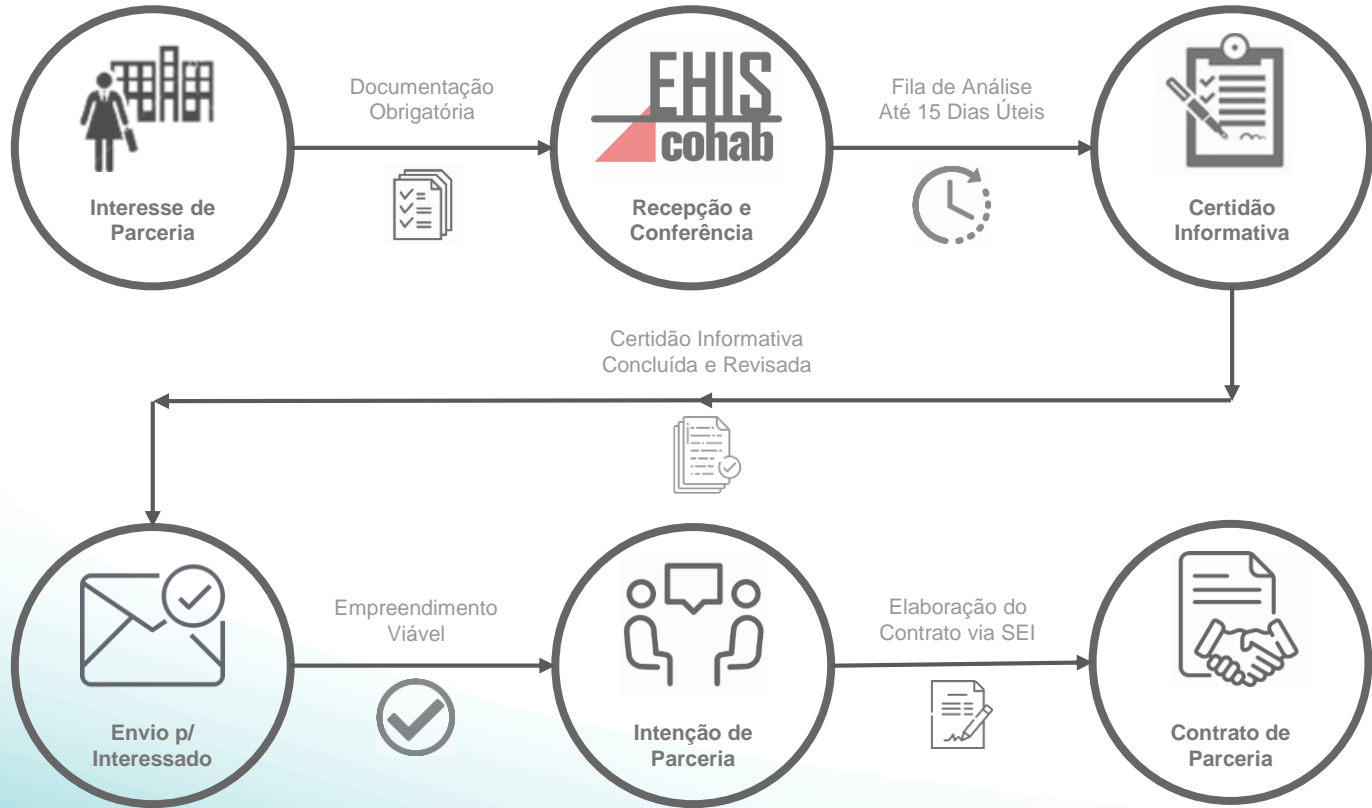 Documentação
Obrigatória
Fila de Análise
Até 15 Dias Úteis
EHIS
cohab
Interesse de
Parceria
Recepção e
Conferência
Certidão
Informativa
Certidão Informativa
Concluída e Revisada
Empreendimento
Viável
Elaboração do
Contrato via SEI
Envio p/
Interessado
Intenção de
Parceria
Contrato de
Parceria